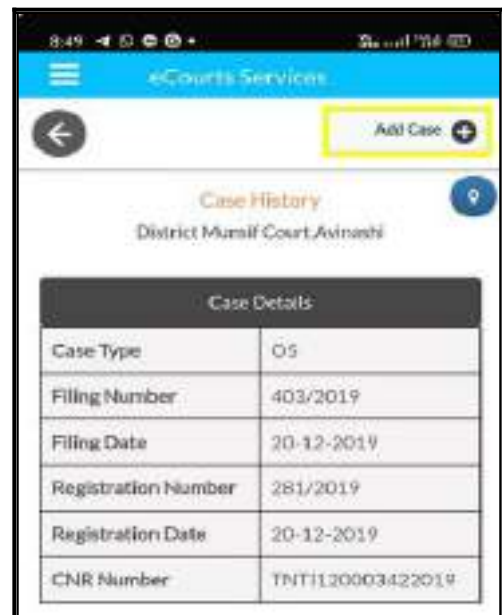 8:49
eCourts Services
Add Case
Case History
District Munsif Court,Avinashi
Case Details
Case Type OS
Filing Number 403/2019
Filing Date 20-12-2019
Registration Number 281/2019
Registration Date 20-12-2019
CNR Number TNTI120003422019